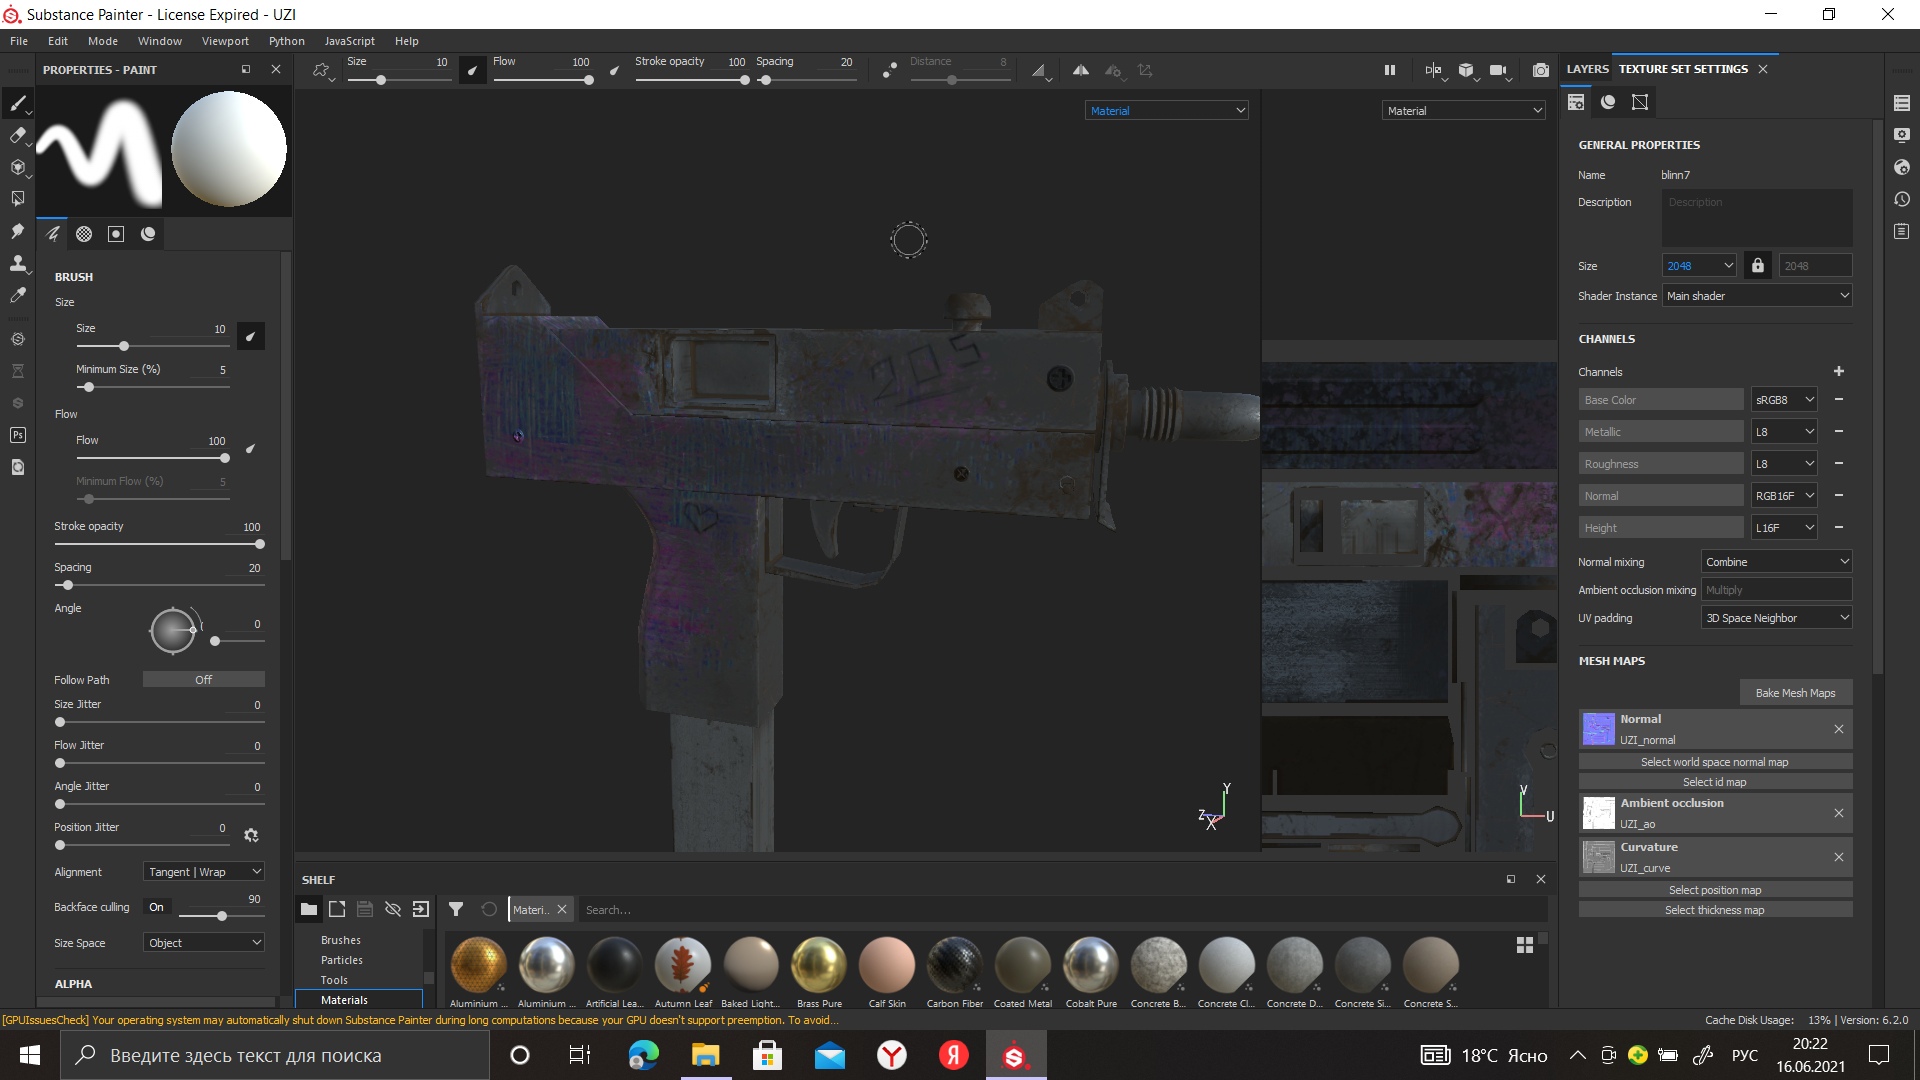 Substance Painter - License Expired - UZI
File Edit Mode Window Viewport Python JavaScript Help
PROPERTIES - PAINT
Size 10 Flow 100 Stroke opacity 100 Spacing 20 Distance 8
LAYERS TEXTURE SET SETTINGS
Material
Material
BRUSH
Size
Size 10
Minimum Size (%) 5
Flow
Flow 100
Minimum Flow (%) 5
Stroke opacity 100
Spacing 20
Angle
0
Follow Path Off
Size Jitter 0
Flow Jitter 0
Angle Jitter 0
Position Jitter 0
Alignment Tangent | Wrap
Backface culling On 90
Size Space Object
ALPHA
Ps
Y
Z
X
V
U
GENERAL PROPERTIES
Name blinn7
Description Description
Size 2048 2048
Shader Instance Main shader
CHANNELS
Channels
Base Color sRGB8
Metallic L8
Roughness L8
Normal RGB16F
Height L16F
Normal mixing Combine
Ambient occlusion mixing Multiply
UV padding 3D Space Neighbor
MESH MAPS
Bake Mesh Maps
Normal
UZI_normal
Select world space normal map
Select id map
Ambient occlusion
UZI_ao
Curvature
UZI_curve
Select position map
Select thickness map
SHELF
Materi.. Search...
Brushes
Particles
Tools
Materials
Aluminium ... Aluminium ... Artificial Lea... Autumn Leaf Baked Light... Brass Pure Calf Skin Carbon Fiber Coated Metal Cobalt Pure Concrete B... Concrete Cl... Concrete D... Concrete Si... Concrete S...
[GPUIssuesCheck] Your operating system may automatically shut down Substance Painter during long computations because your GPU doesn't support preemption. To avoid...
Cache Disk Usage: 13% | Version: 6.2.0
Введите здесь текст для поиска
18°C Ясно
РУС
20:22
16.06.2021